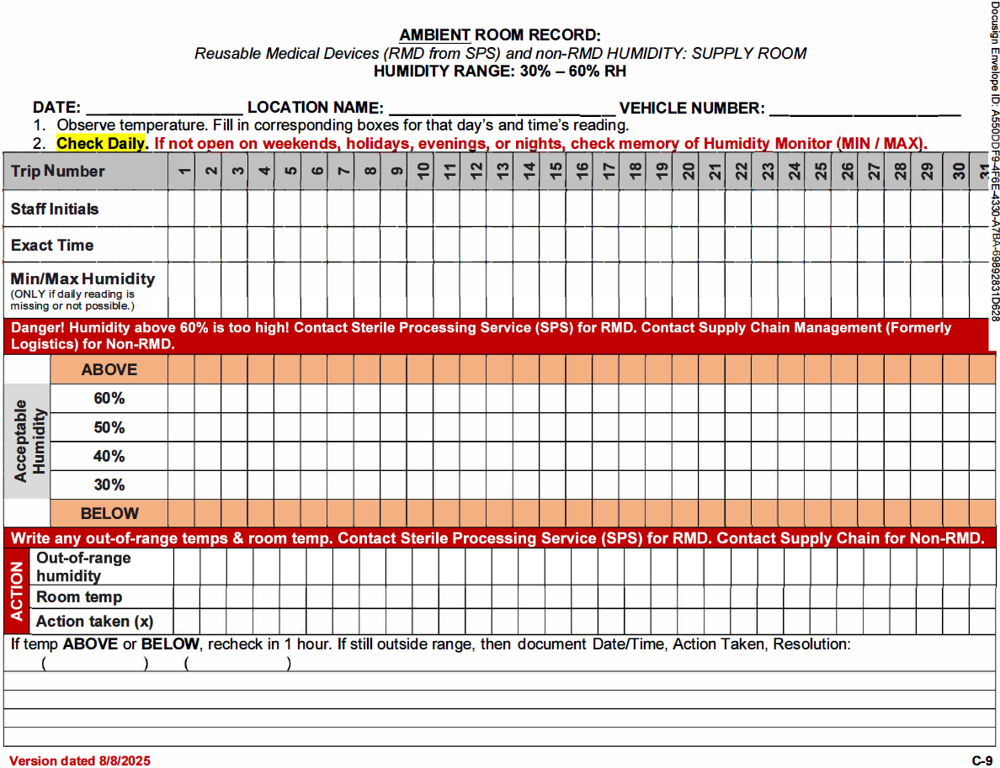 AMBIENT ROOM RECORD:
Reusable Medical Devices (RMD from SPS) and non-RMD HUMIDITY: SUPPLY ROOM
HUMIDITY RANGE: 30% – 60% RH
DATE: _________________ LOCATION NAME: _________________________ VEHICLE NUMBER: _____________________
1. Observe temperature. Fill in corresponding boxes for that day's and time's reading.
2. Check Daily. If not open on weekends, holidays, evenings, or nights, check memory of Humidity Monitor (MIN / MAX).
Trip Number 1 2 3 4 5 6 7 8 9 10 11 12 13 14 15 16 17 18 19 20 21 22 23 24 25 26 27 28 29 30 31
Staff Initials
Exact Time
Min/Max Humidity
(ONLY if daily reading is
missing or not possible.)
Danger! Humidity above 60% is too high! Contact Sterile Processing Service (SPS) for RMD. Contact Supply Chain Management (Formerly
Logistics) for Non-RMD.
Acceptable
Humidity
ABOVE
60%
50%
40%
30%
BELOW
Write any out-of-range temps & room temp. Contact Sterile Processing Service (SPS) for RMD. Contact Supply Chain for Non-RMD.
ACTION
Out-of-range
humidity
Room temp
Action taken (x)
If temp ABOVE or BELOW, recheck in 1 hour. If still outside range, then document Date/Time, Action Taken, Resolution:
( ) ( )
Version dated 8/8/2025
C-9
Docusign Envelope ID: A550DDF9-4F6E-4330-A7BA-69892831D628